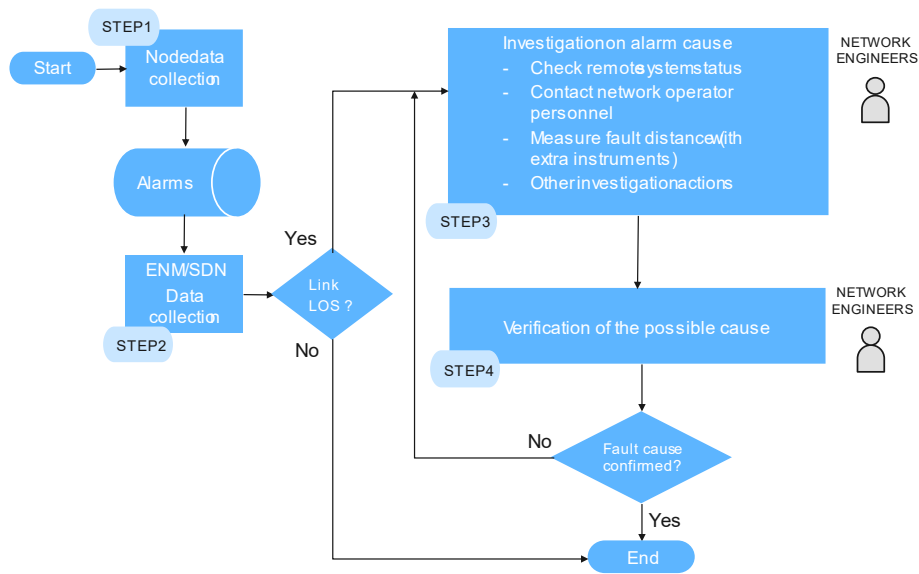 STEP1
Start
Nodedata
collection
Alarms
ENM/SDN
Data
collection
STEP2
Yes
Link
LOS ?
No
Investigationon alarm cause
- Check remotesystemstatus
- Contact network operator
personnel
- Measure fault distance(with
extra instruments)
- Otherinvestigationactions
STEP3
NETWORK
ENGINEERS
Verification of the possible cause
STEP4
NETWORK
ENGINEERS
No
Fault cause
confirmed?
Yes
End